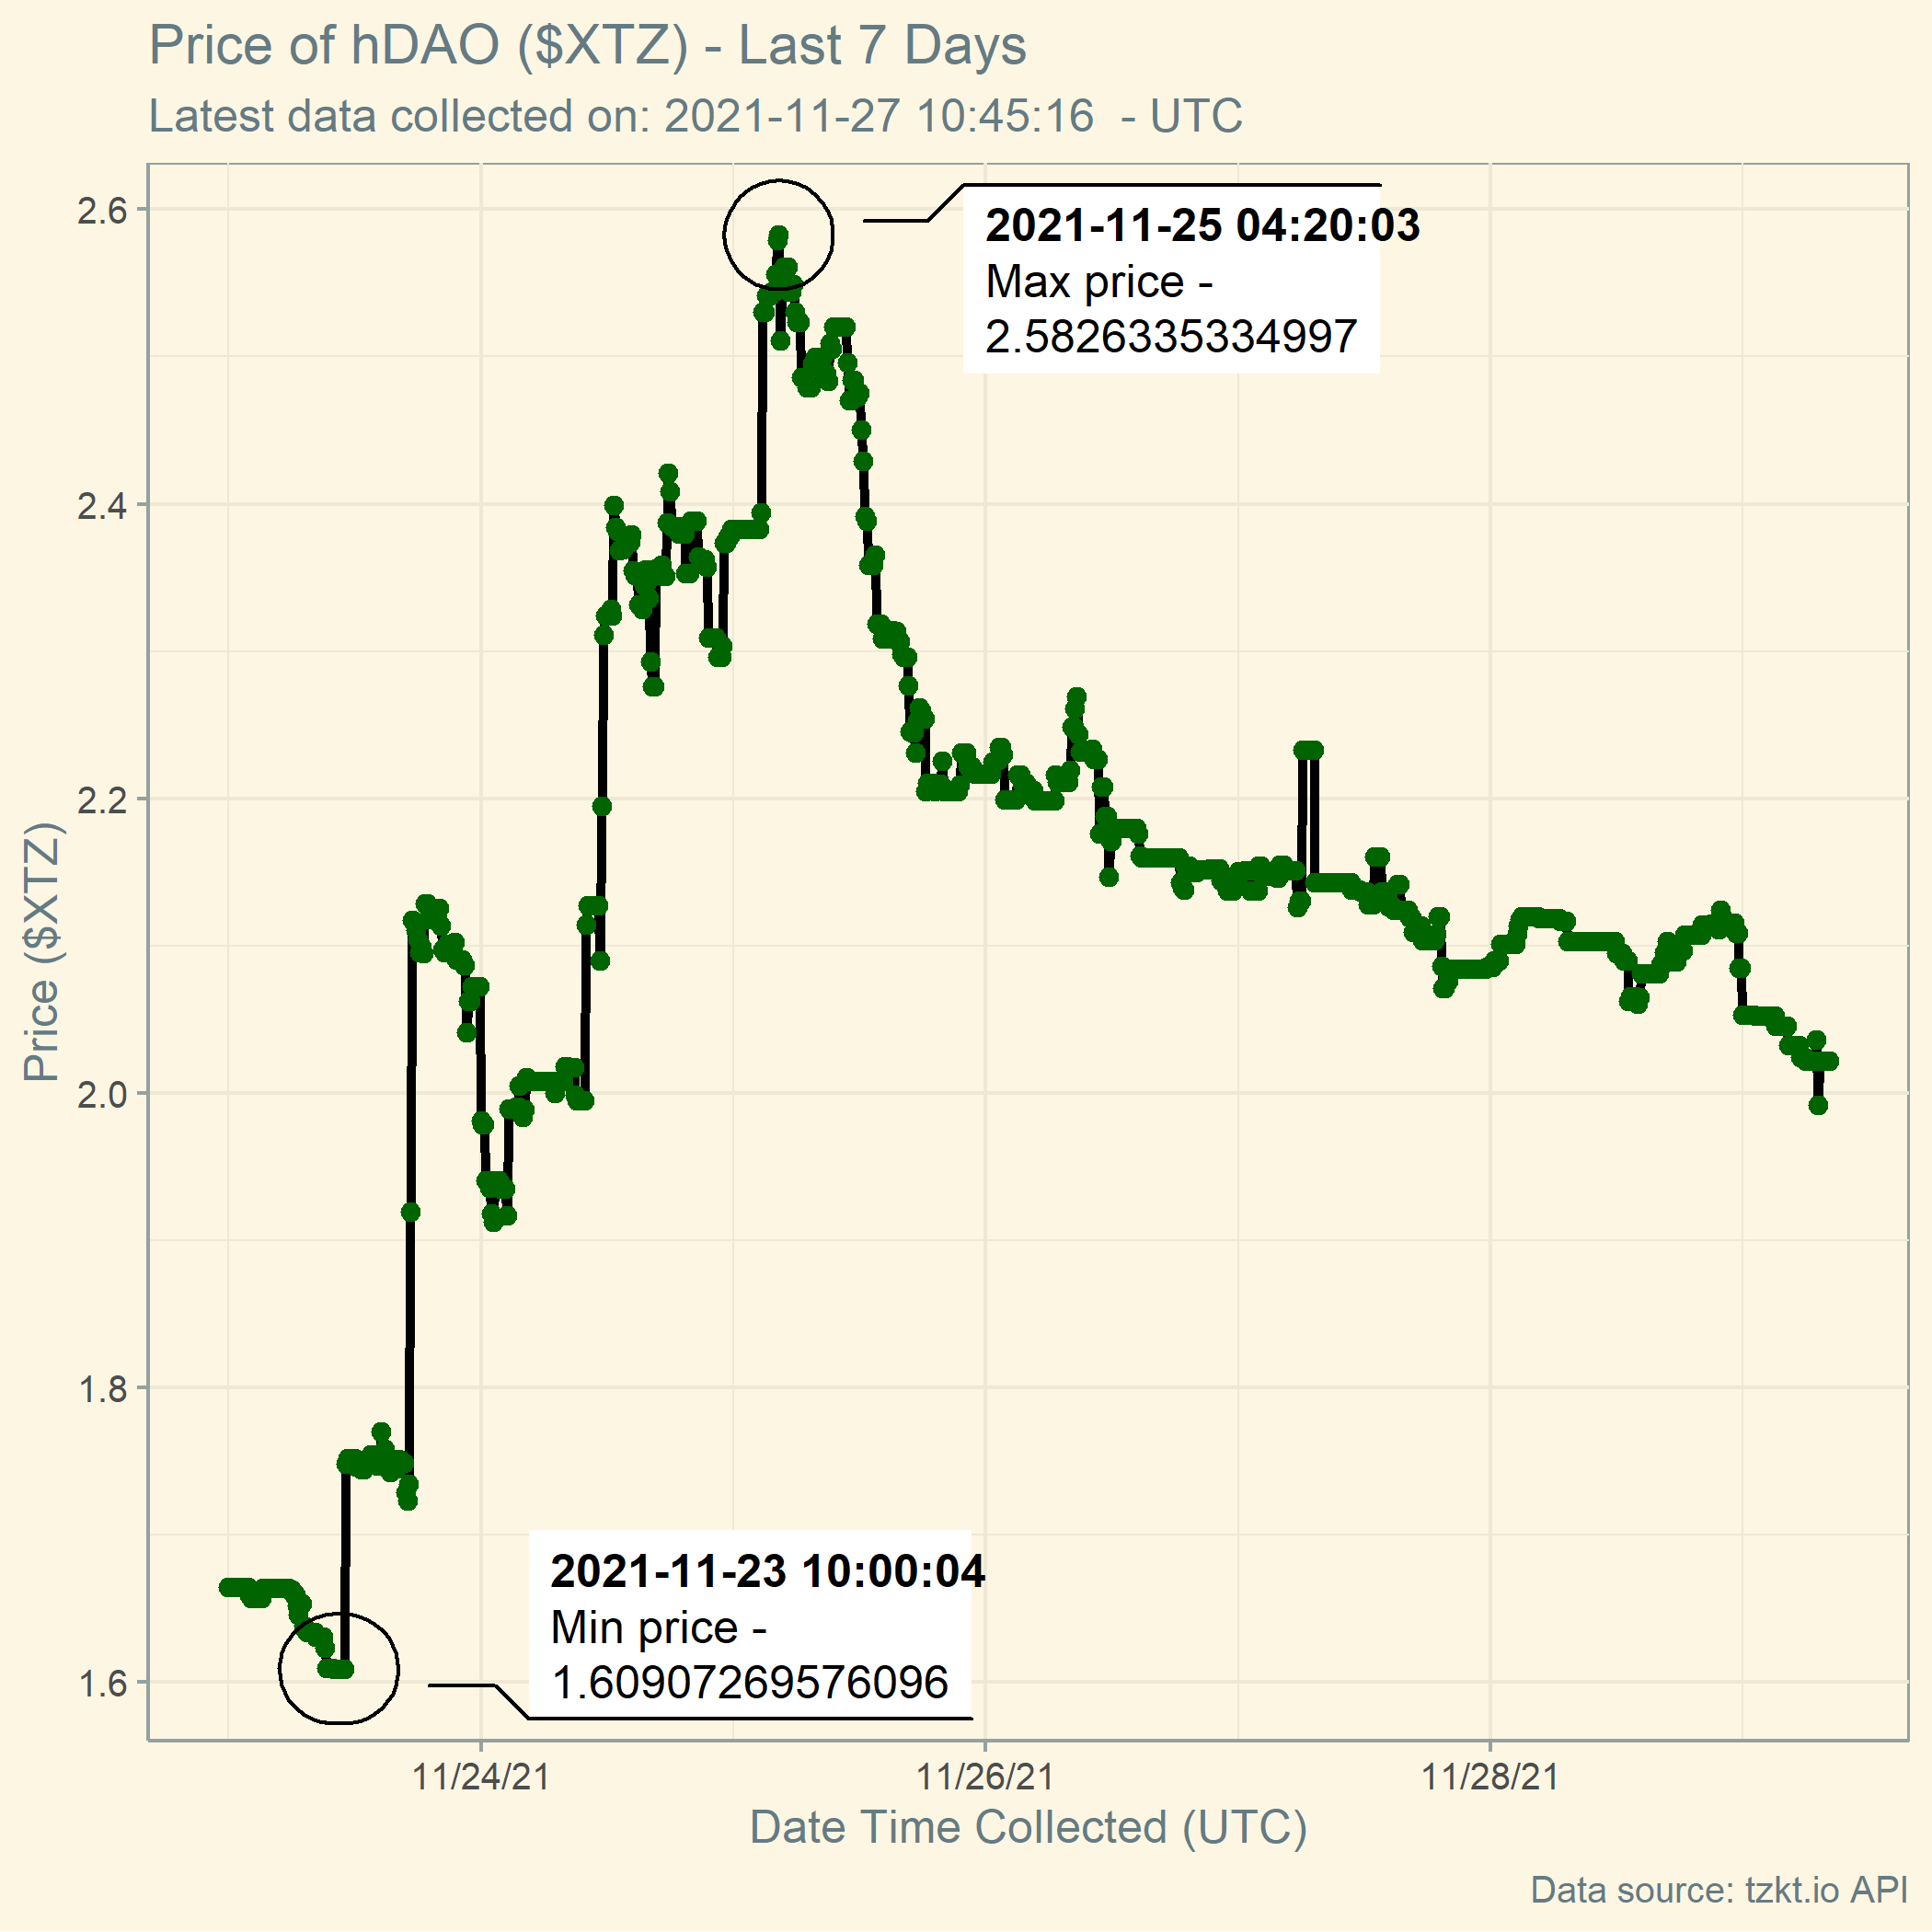 Price of hDAO ($XTZ) - Last 7 Days
Latest data collected on: 2021-11-27 10:45:16  - UTC
2021-11-25 04:20:03
Max price -
2.5826335334997
2.6
2.4
2.2
2.0
1.8
1.6
Price ($XTZ)
2021-11-23 10:00:04
Min price -
1.60907269576096
11/24/21
11/26/21
11/28/21
Date Time Collected (UTC)
Data source: tzkt.io API